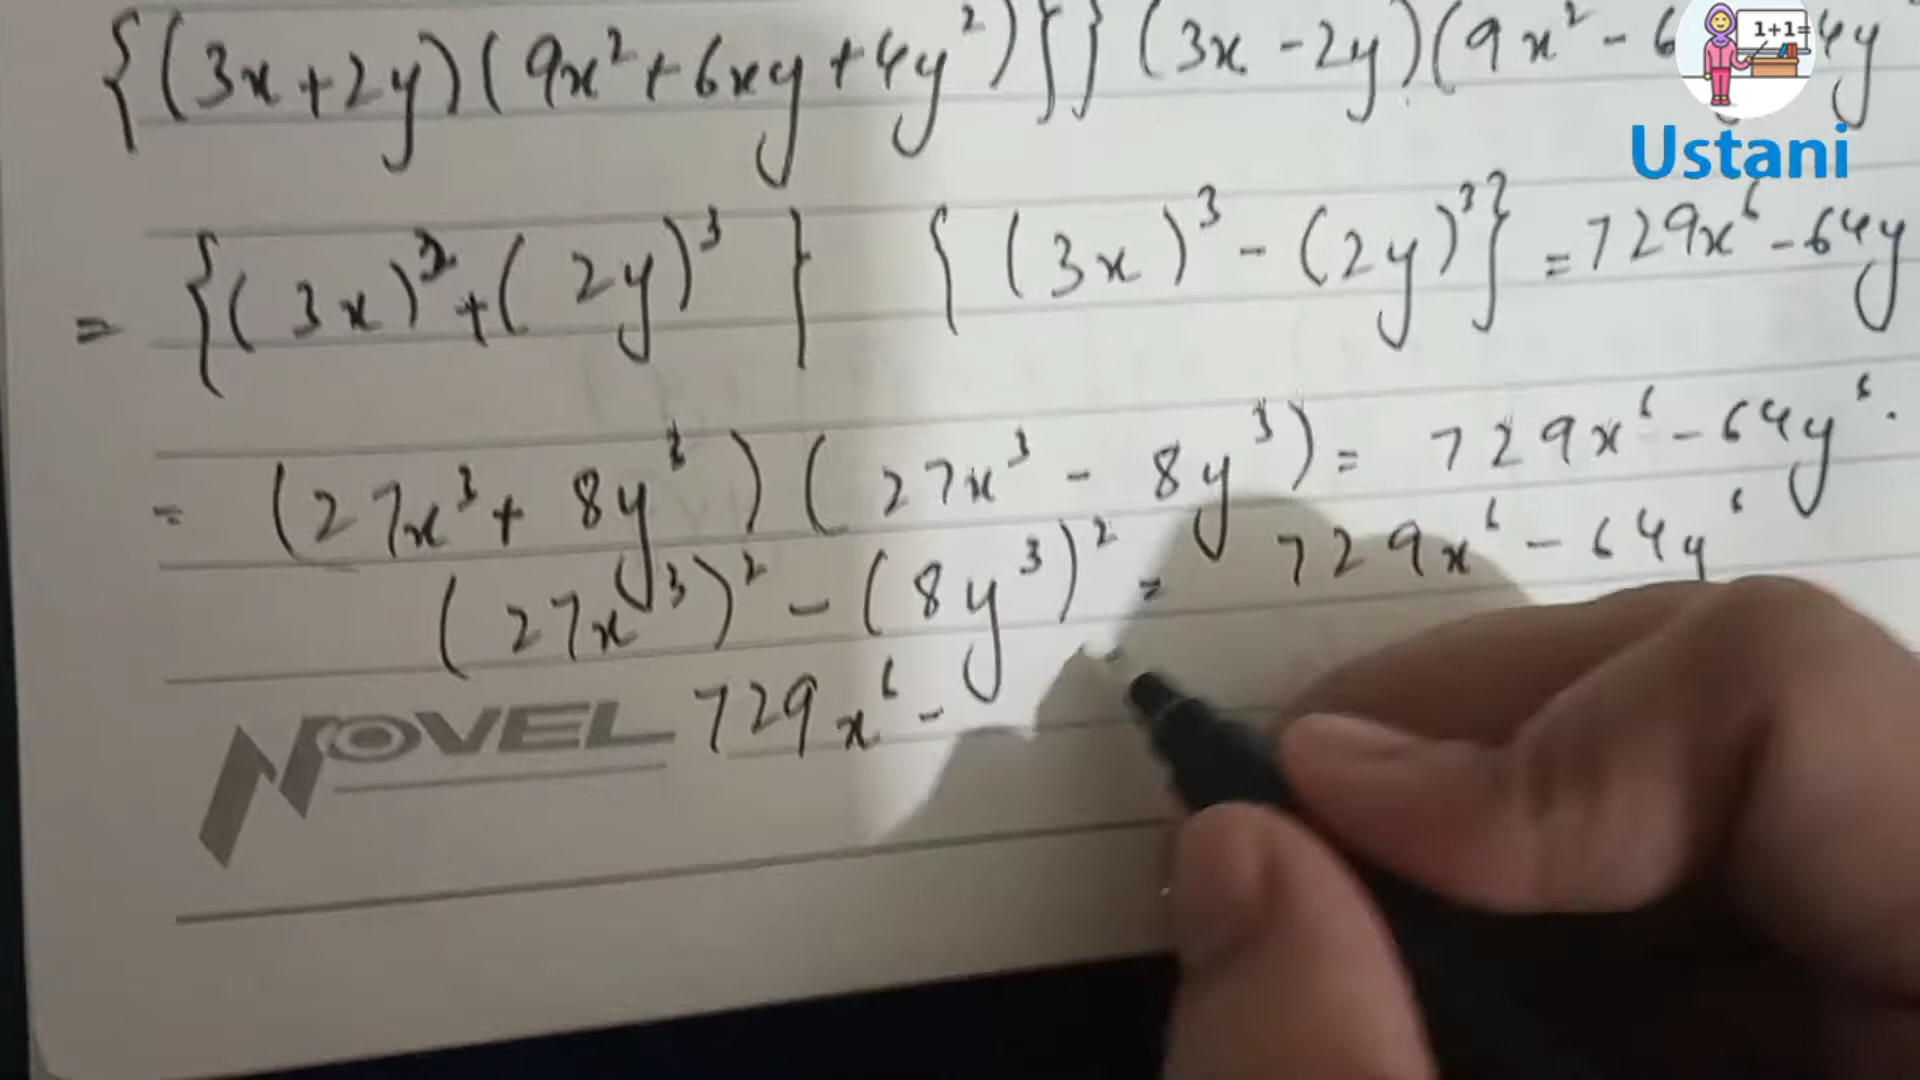 {(3x+2y)(9x²+6xy+4y²)}} (3x-2y)(9x²-6 4y
1+1=
Ustani
= {(3x)³+(2y)³} {(3x)³-(2y)³} = 729x⁶-64y
= (27x³+8y³)(27x³-8y³) = 729x⁶-64y⁶.
(27x³)²-(8y³)² = 729x⁶-64y⁶
729x⁶-
NOVEL